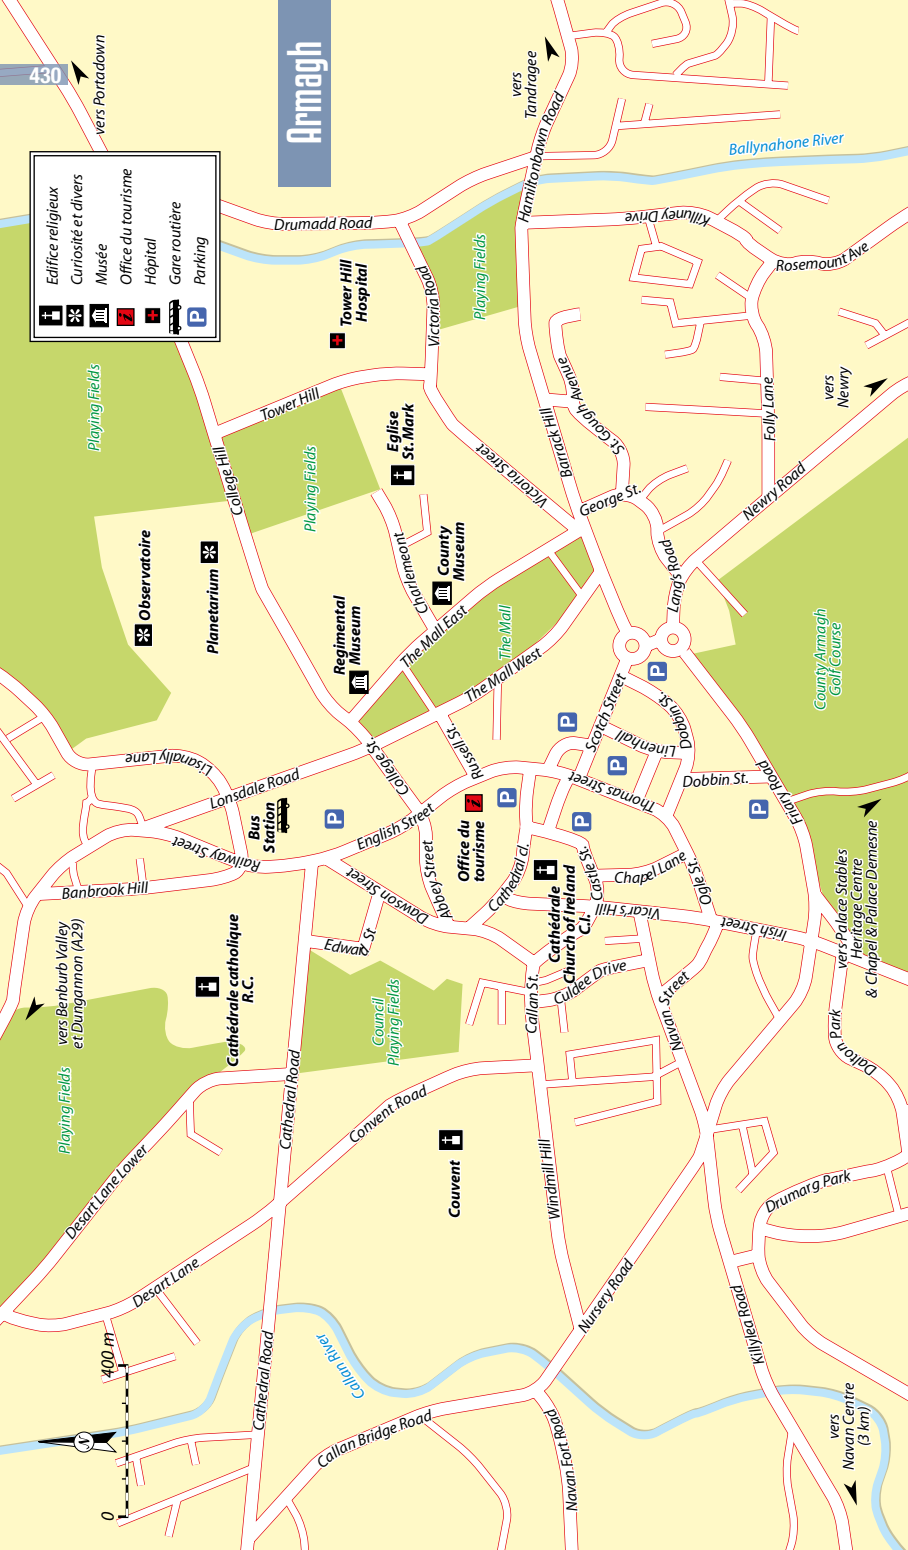 430
Armagh
vers Portadown
vers
Tandragee
Edifice religieux
Curiosité et divers
Musée
Office du tourisme
Hôpital
Gare routière
Parking
P
Ballynahone River
Hamiltonbawn Road
Drumadd Road
Killuney Drive
Rosemount Ave
Playing Fields
Tower Hill
Hospital
Victoria Road
Playing Fields
Tower Hill
College Hill
Playing Fields
Eglise
St. Mark
Victoria Street
Barrack Hill
St. Gough Avenue
George St.
Folly Lane
vers
Newry
Newry Road
Lang's Road
Observatoire
Planetarium
Charlemont
County
Museum
Regimental
Museum
The Mall East
The Mall
The Mall West
County Armagh
Golf Course
Lisanally Lane
Lonsdale Road
College St.
Russell St.
Scotch Street
Dobbin St.
Linenhall
Dobbin St.
Thomas Street
Friary Road
Bus
Station
Railway Street
English Street
Office du
tourisme
i
P
P
P
P
P
P
P
Banbrook Hill
Dawson Street
Abbey Street
Cathedral cl.
Castle St.
Chapel Lane
Ogle St.
Cathédrale
Church of Ireland
C.I.
Vicar's Hill
Irish Street
Edward St
vers Palace Stables
Heritage Centre
& Chapel & Palace Demesne
vers Benburb Valley
et Dungannon (A29)
Cathédrale catholique
R.C.
Council
Playing Fields
Callan St.
Culdee Drive
Navan Street
Dalton Park
Playing Fields
Desart Lane Lower
Cathedral Road
Convent Road
Couvent
Windmill Hill
Drumarg Park
Desart Lane
Nursery Road
Killylea Road
Cathedral Road
Callan River
Callan Bridge Road
Navan Fort Road
vers
Navan Centre
(3 km)
N
0
400 m